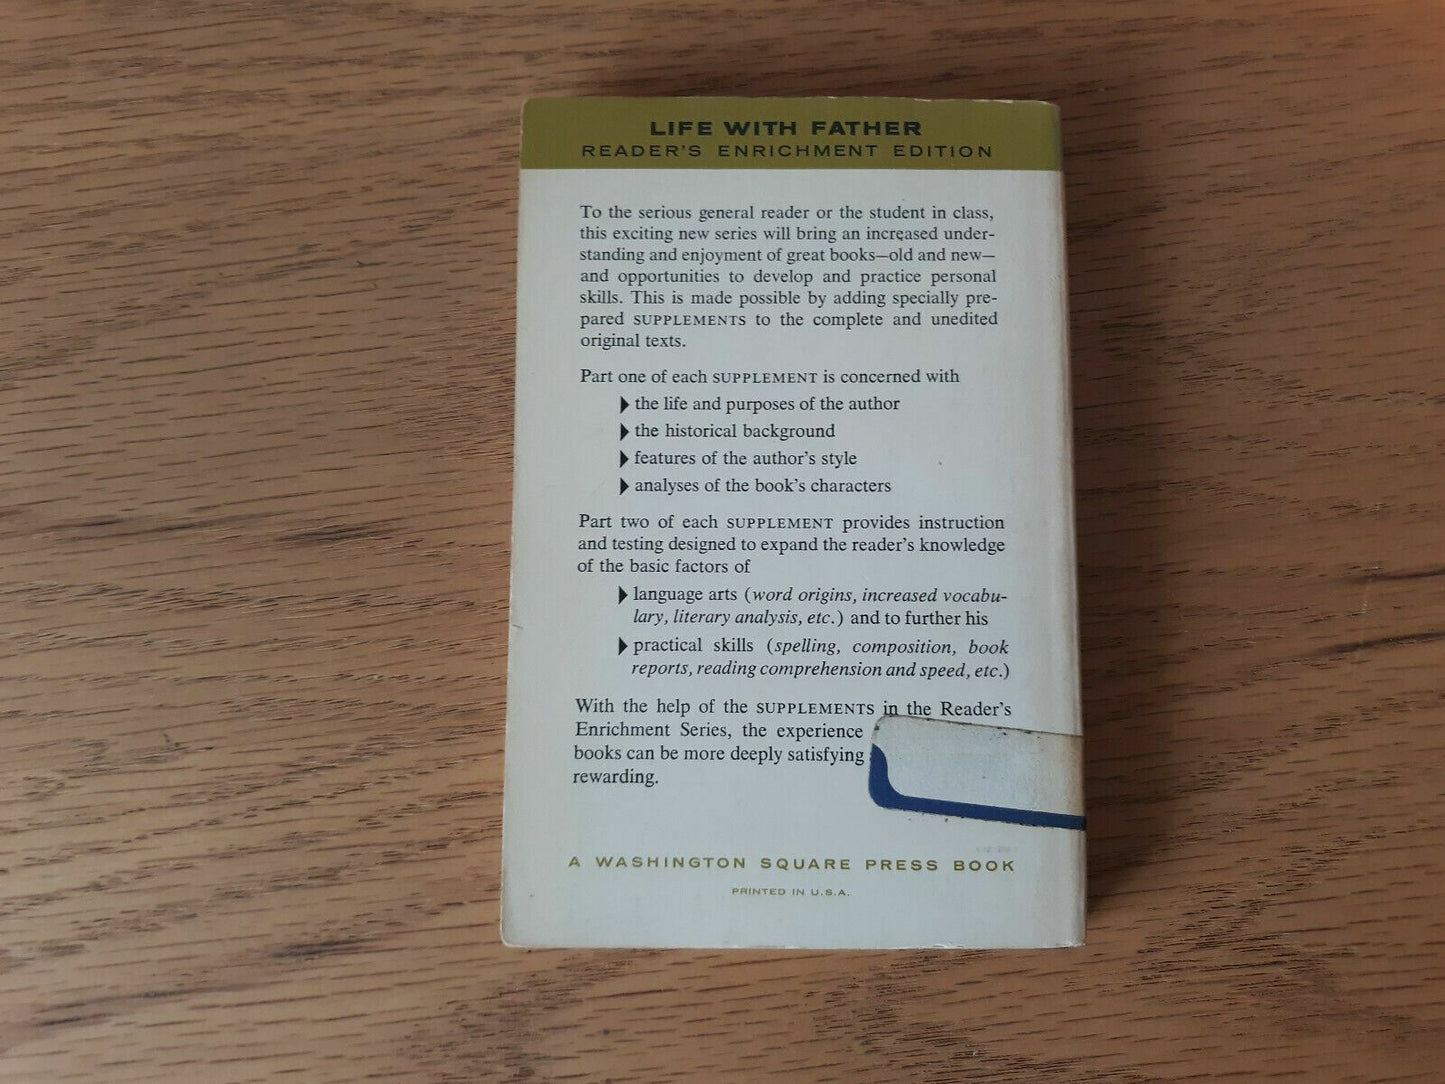 LIFE WITH FATHER
READER'S ENRICHMENT EDITION
To the serious general reader or the student in class,
this exciting new series will bring an increased under-
standing and enjoyment of great books—old and new—
and opportunities to develop and practice personal
skills. This is made possible by adding specially pre-
pared SUPPLEMENTS to the complete and unedited
original texts.
Part one of each SUPPLEMENT is concerned with
the life and purposes of the author
the historical background
features of the author's style
analyses of the book's characters
Part two of each SUPPLEMENT provides instruction
and testing designed to expand the reader's knowledge
of the basic factors of
language arts (word origins, increased vocabu-
lary, literary analysis, etc.) and to further his
practical skills (spelling, composition, book
reports, reading comprehension and speed, etc.)
With the help of the SUPPLEMENTS in the Reader's
Enrichment Series, the experience
books can be more deeply satisfying
rewarding.
A WASHINGTON SQUARE PRESS BOOK
PRINTED IN U.S.A.